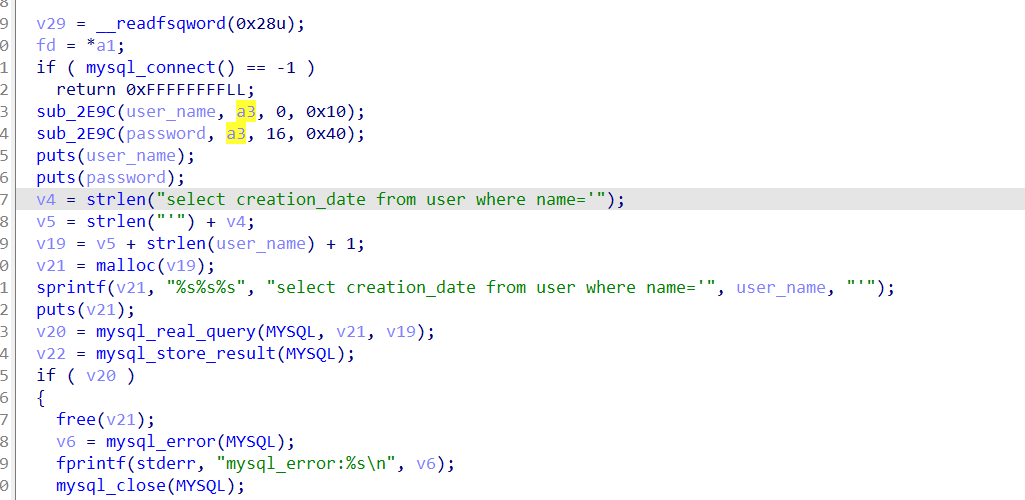 8
9 v29 = __readfsqword(0x28u);
0 fd = *a1;
1 if ( mysql_connect() == -1 )
2 return 0xFFFFFFFFLL;
3 sub_2E9C(user_name, a3, 0, 0x10);
4 sub_2E9C(password, a3, 16, 0x40);
5 puts(user_name);
6 puts(password);
7 v4 = strlen("select creation_date from user where name='");
8 v5 = strlen("'") + v4;
9 v19 = v5 + strlen(user_name) + 1;
0 v21 = malloc(v19);
1 sprintf(v21, "%s%s%s", "select creation_date from user where name='", user_name, "'");
2 puts(v21);
3 v20 = mysql_real_query(MYSQL, v21, v19);
4 v22 = mysql_store_result(MYSQL);
5 if ( v20 )
6 {
7 free(v21);
8 v6 = mysql_error(MYSQL);
9 fprintf(stderr, "mysql_error:%s\n", v6);
0 mysql_close(MYSQL);